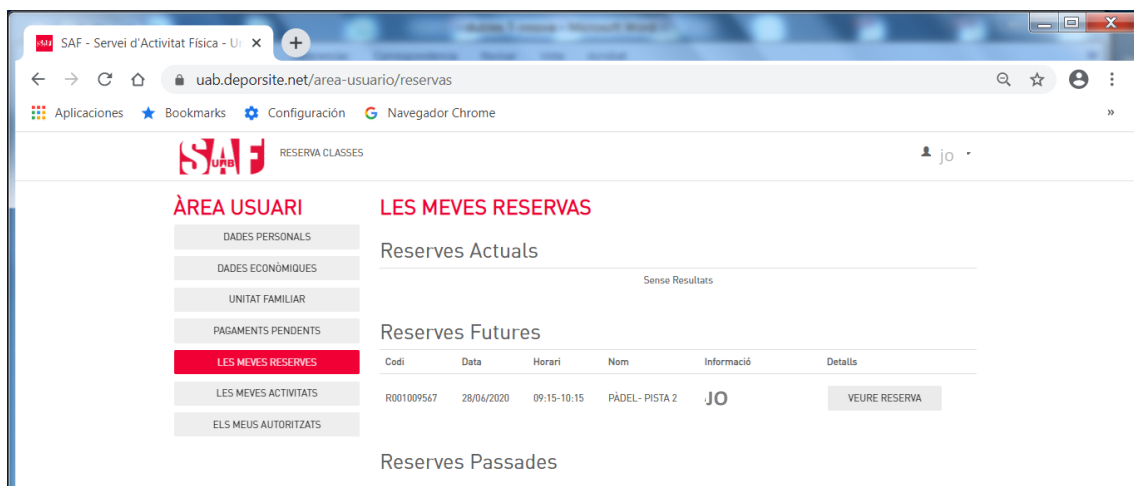 SAF - Servei d'Activitat Física - Un
uab.deporsite.net/area-usuario/reservas
Aplicaciones Bookmarks Configuración Navegador Chrome »
SAF UAB RESERVA CLASSES jo
ÀREA USUARI
DADES PERSONALS
DADES ECONÒMIQUES
UNITAT FAMILIAR
PAGAMENTS PENDENTS
LES MEVES RESERVES
LES MEVES ACTIVITATS
ELS MEUS AUTORITZATS
LES MEVES RESERVAS
Reserves Actuals
Sense Resultats
Reserves Futures
Codi Data Horari Nom Informació Detalls
R001009567 28/06/2020 09:15-10:15 PÀDEL- PISTA 2 JO VEURE RESERVA
Reserves Passades